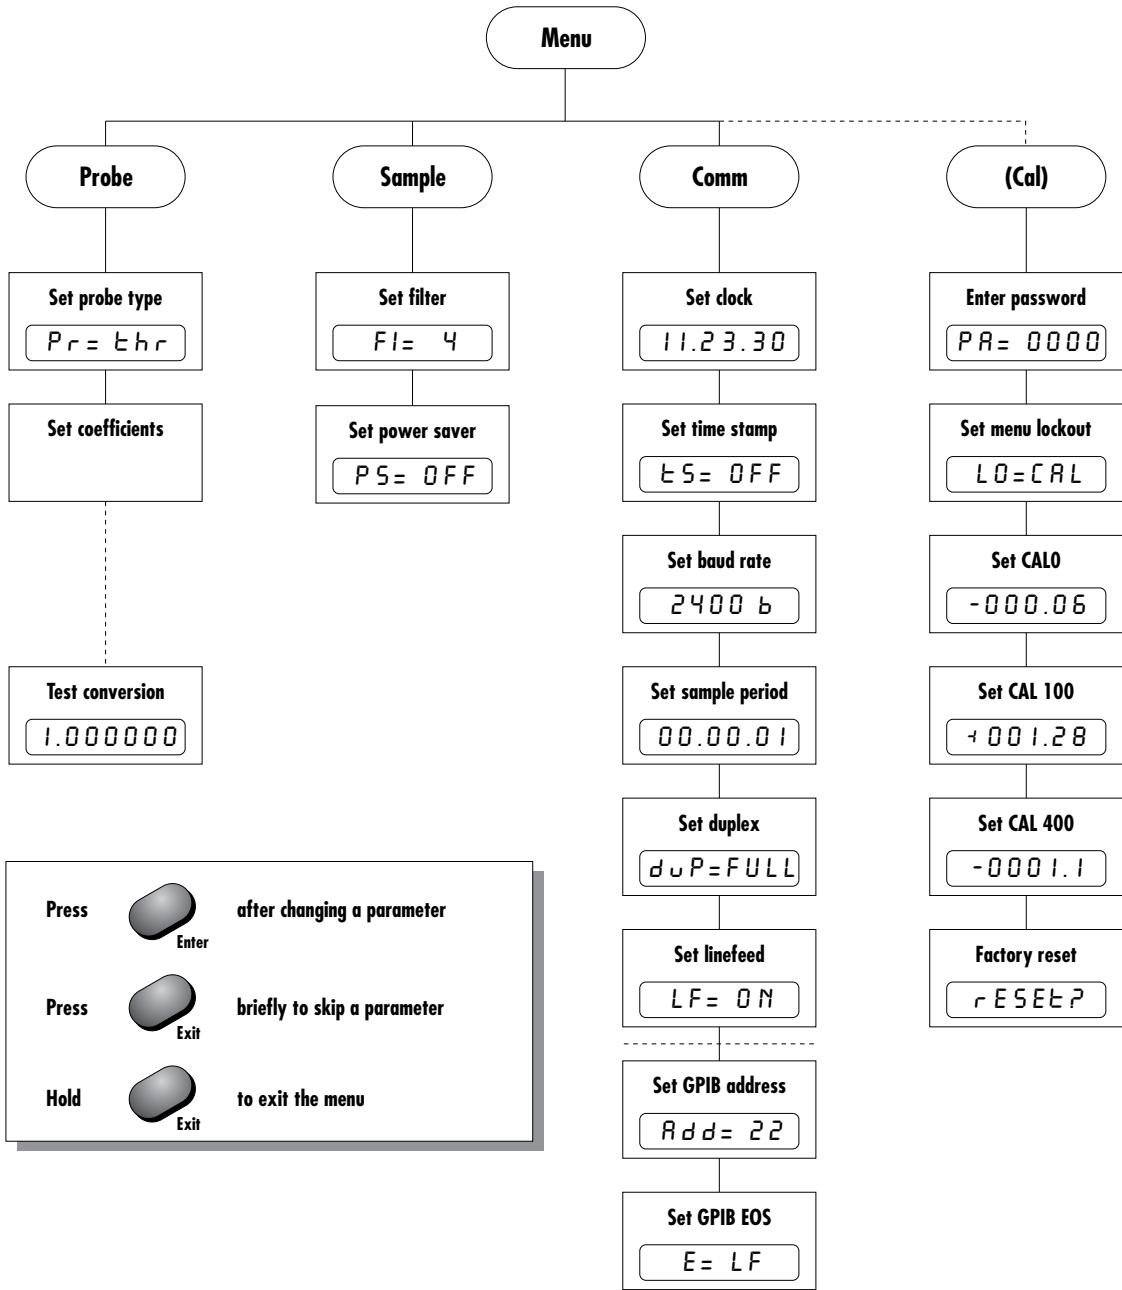 Menu
Probe
Sample
Comm
(Cal)
Set probe type
Pr= thr
Set coefficients
Test conversion
1.000000
Set filter
FI= 4
Set power saver
PS= OFF
Set clock
11.23.30
Set time stamp
tS= OFF
Set baud rate
2400 b
Set sample period
00.00.01
Set duplex
duP=FULL
Set linefeed
LF= ON
Set GPIB address
Add= 22
Set GPIB EOS
E= LF
Enter password
PA= 0000
Set menu lockout
LO=CAL
Set CAL0
-000.06
Set CAL 100
+001.28
Set CAL 400
-0001.1
Factory reset
rESEt?
Press Enter after changing a parameter
Press Exit briefly to skip a parameter
Hold Exit to exit the menu